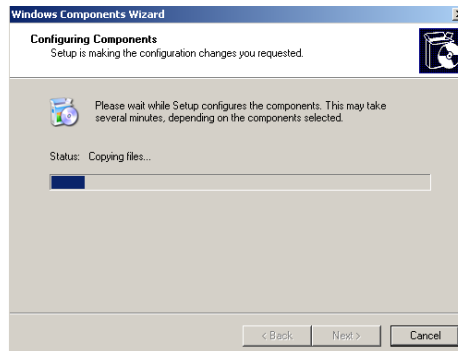 Windows Components Wizard
Configuring Components
Setup is making the configuration changes you requested.
Please wait while Setup configures the components. This may take
several minutes, depending on the components selected.
Status: Copying files...
< Back Next > Cancel